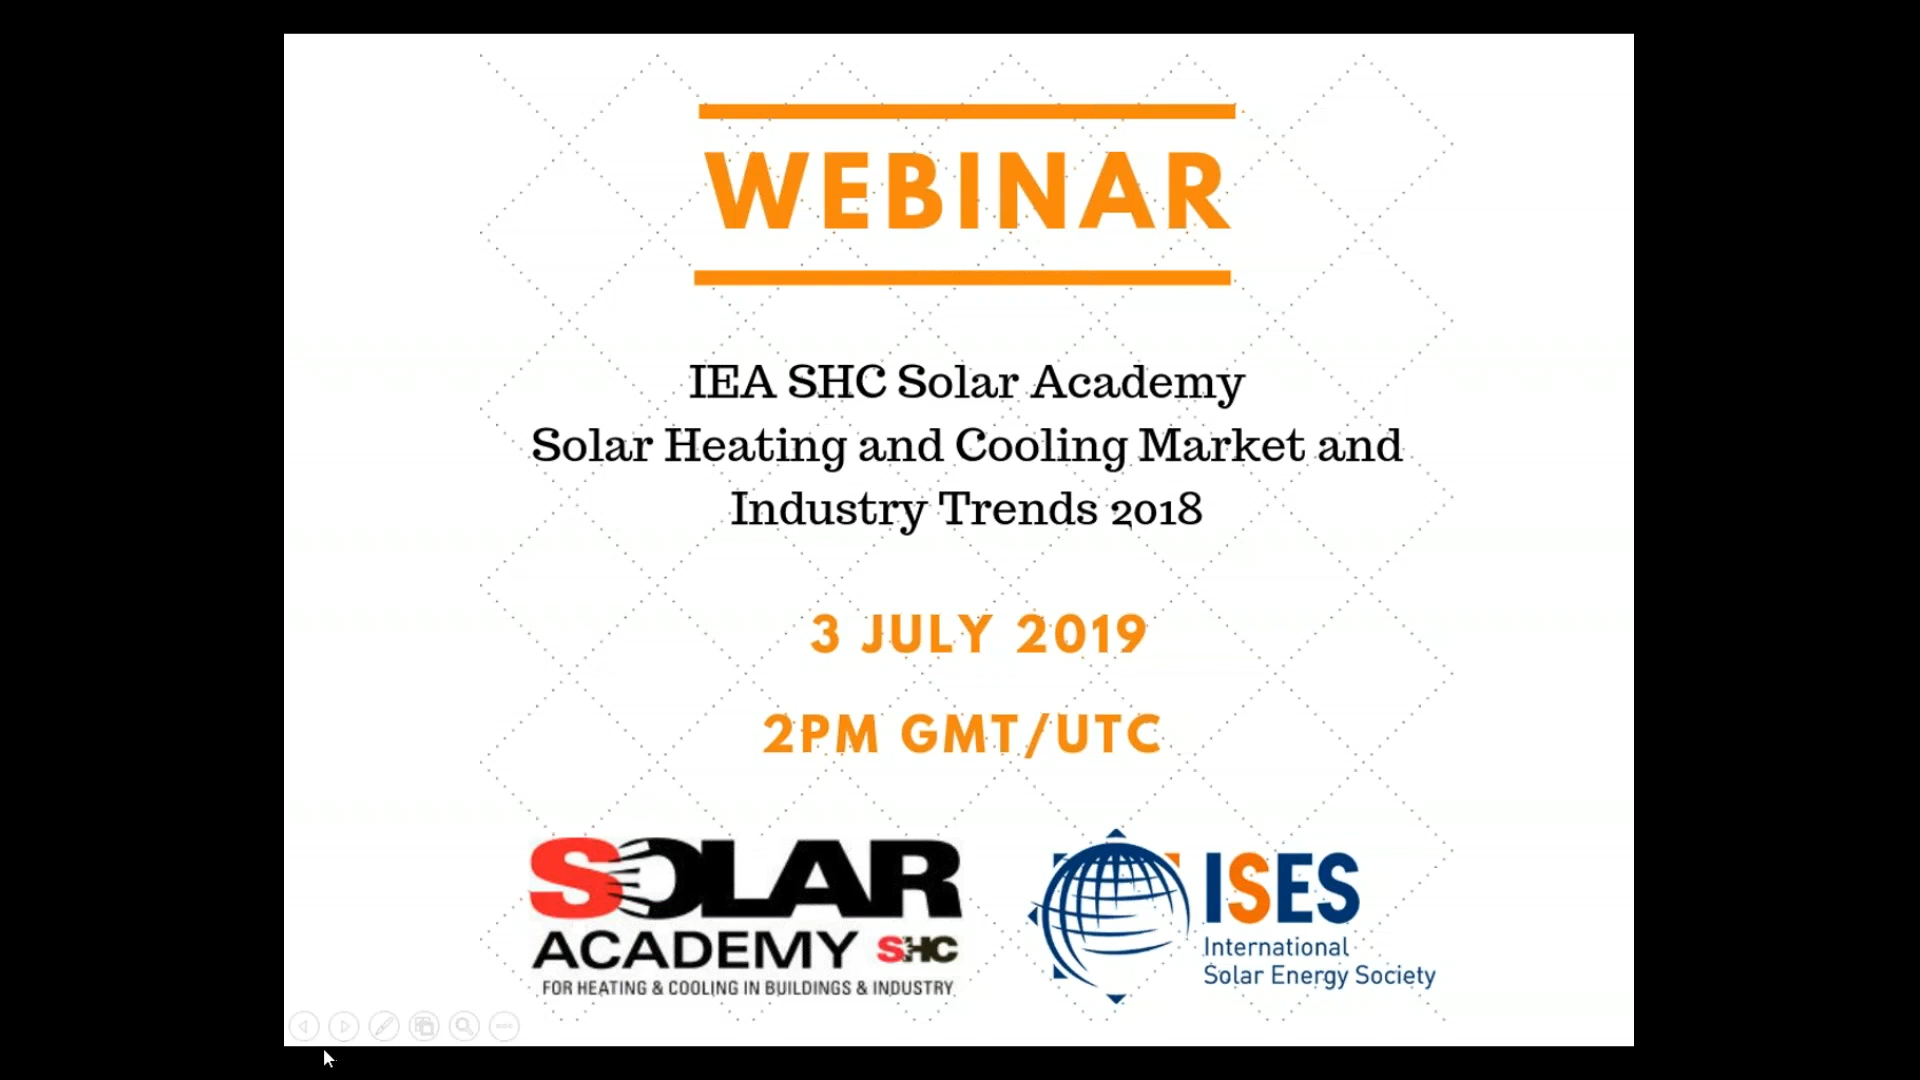 WEBINAR
IEA SHC Solar Academy
Solar Heating and Cooling Market and
Industry Trends 2018
3 JULY 2019
2PM GMT/UTC
SOLAR
ACADEMY SHC
FOR HEATING & COOLING IN BUILDINGS & INDUSTRY
ISES
International
Solar Energy Society